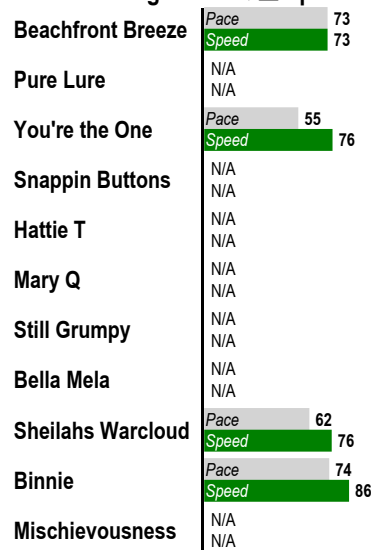 Beachfront Breeze
Pace 73
Speed 73
Pure Lure
N/A
N/A
You're the One
Pace 55
Speed 76
Snappin Buttons
N/A
N/A
Hattie T
N/A
N/A
Mary Q
N/A
N/A
Still Grumpy
N/A
N/A
Bella Mela
N/A
N/A
Sheilahs Warcloud
Pace 62
Speed 76
Binnie
Pace 74
Speed 86
Mischievousness
N/A
N/A